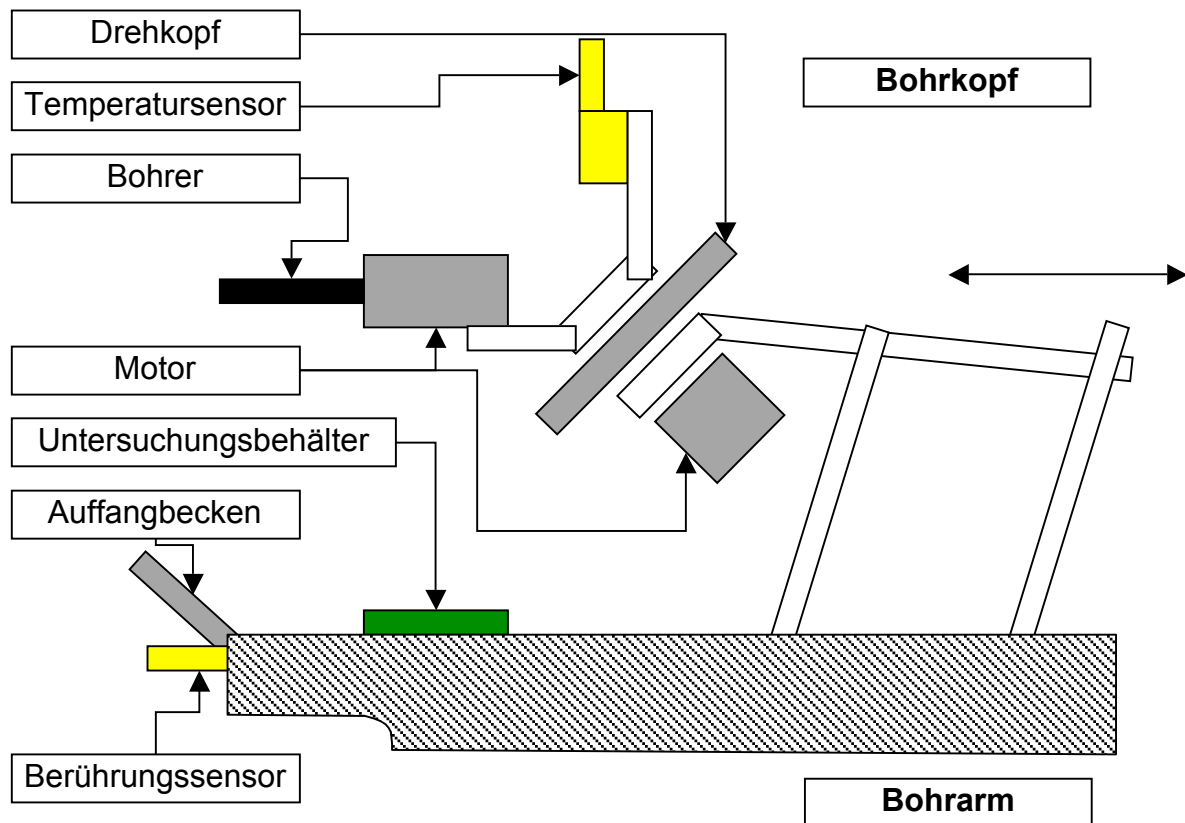 Drehkopf
Temperatursensor
Bohrer
Motor
Untersuchungsbehälter
Auffangbecken
Berührungssensor
Bohrkopf
Bohrarm